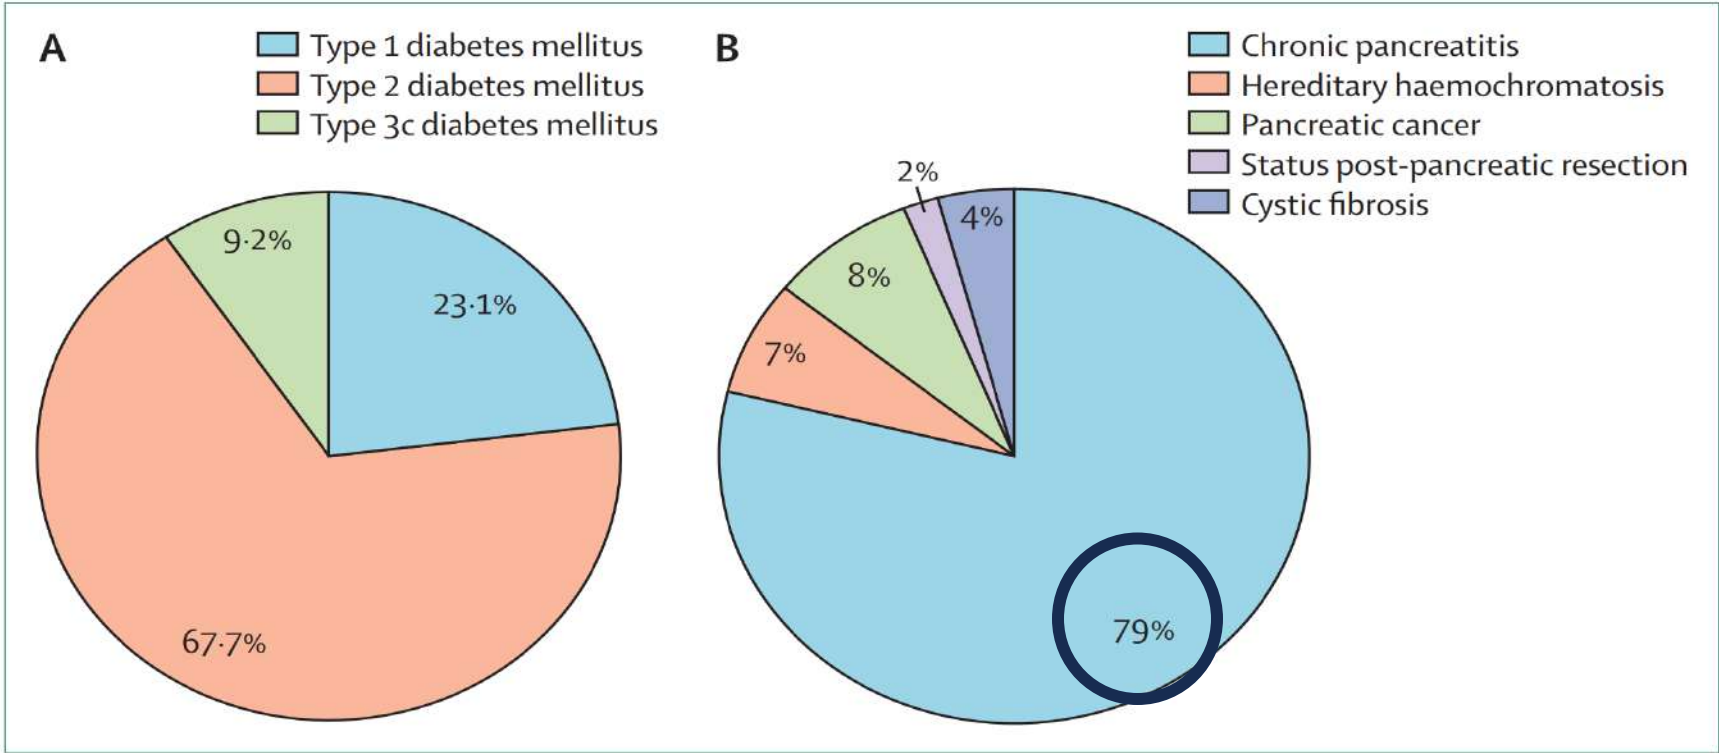 A
Type 1 diabetes mellitus
Type 2 diabetes mellitus
Type 3c diabetes mellitus
9·2%
23·1%
67·7%
B
Chronic pancreatitis
Hereditary haemochromatosis
Pancreatic cancer
Status post-pancreatic resection
Cystic fibrosis
2%
4%
8%
7%
79%